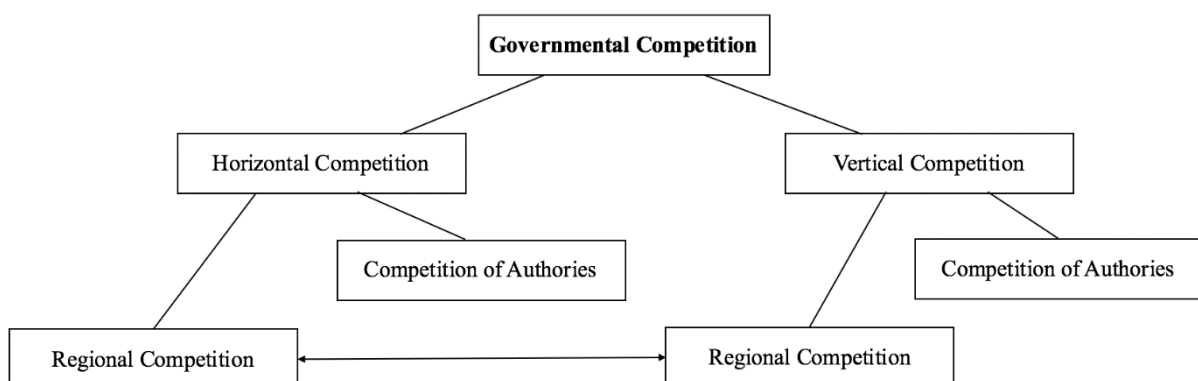 Governmental Competition
Horizontal Competition
Vertical Competition
Competition of Authories
Competition of Authories
Regional Competition
Regional Competition